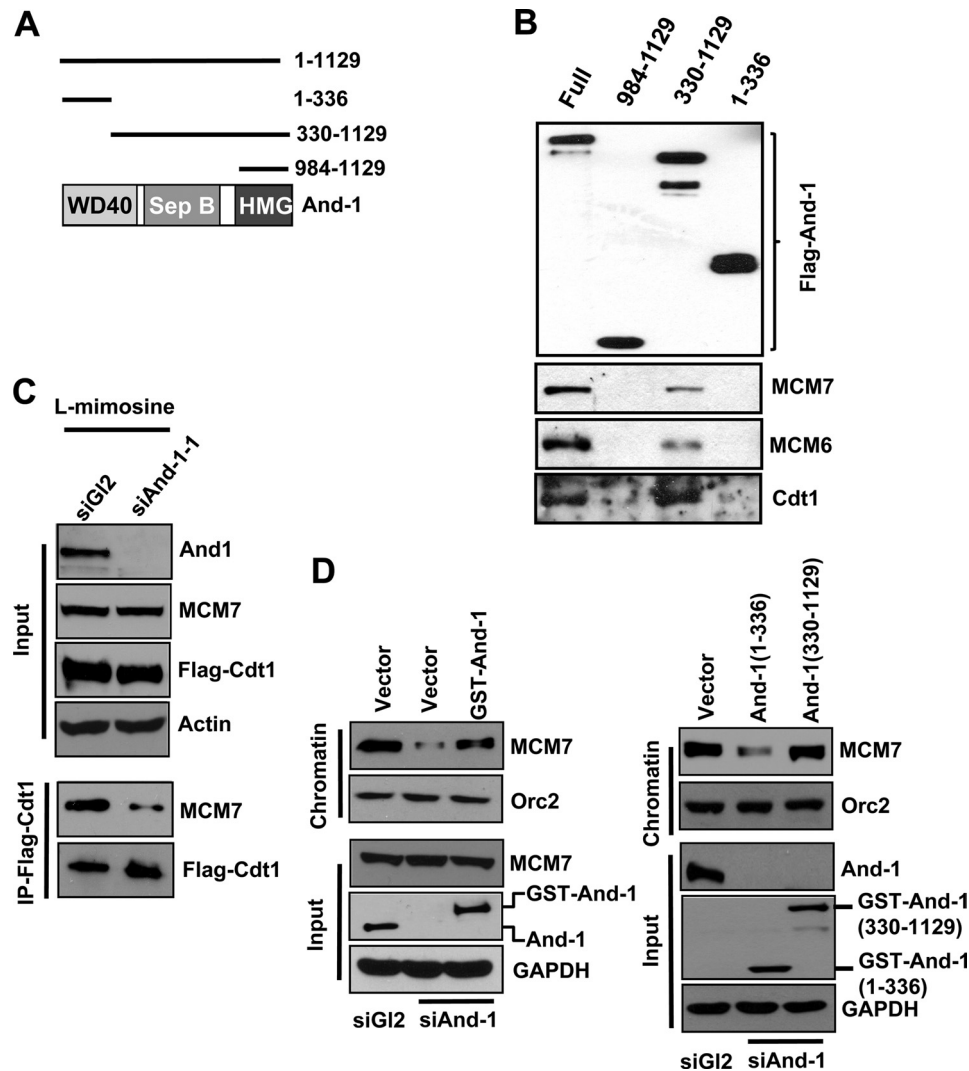 A
1-1129
1-336
330-1129
984-1129
WD40 Sep B HMG And-1
B
Full 984-1129 330-1129 1-336
Flag-And-1
MCM7
MCM6
Cdt1
C
L-mimosine
siGl2 siAnd-1-1
Input
And1
MCM7
Flag-Cdt1
Actin
IP-Flag-Cdt1
MCM7
Flag-Cdt1
D
Vector Vector GST-And-1
Chromatin
MCM7
Orc2
Input
MCM7
GST-And-1
And-1
GAPDH
siGl2 siAnd-1
Vector And-1(1-336) And-1(330-1129)
Chromatin
MCM7
Orc2
Input
And-1
GST-And-1
(330-1129)
GST-And-1
(1-336)
GAPDH
siGl2 siAnd-1